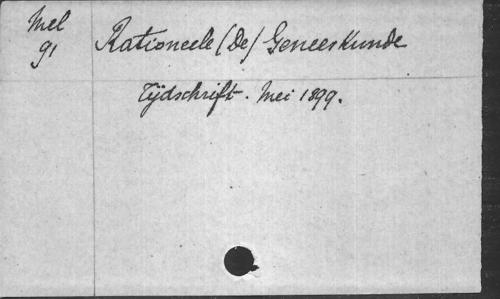 Mel
91
Rationeele (De) Geneeskunde
Tijdschrift. Mei 1899.